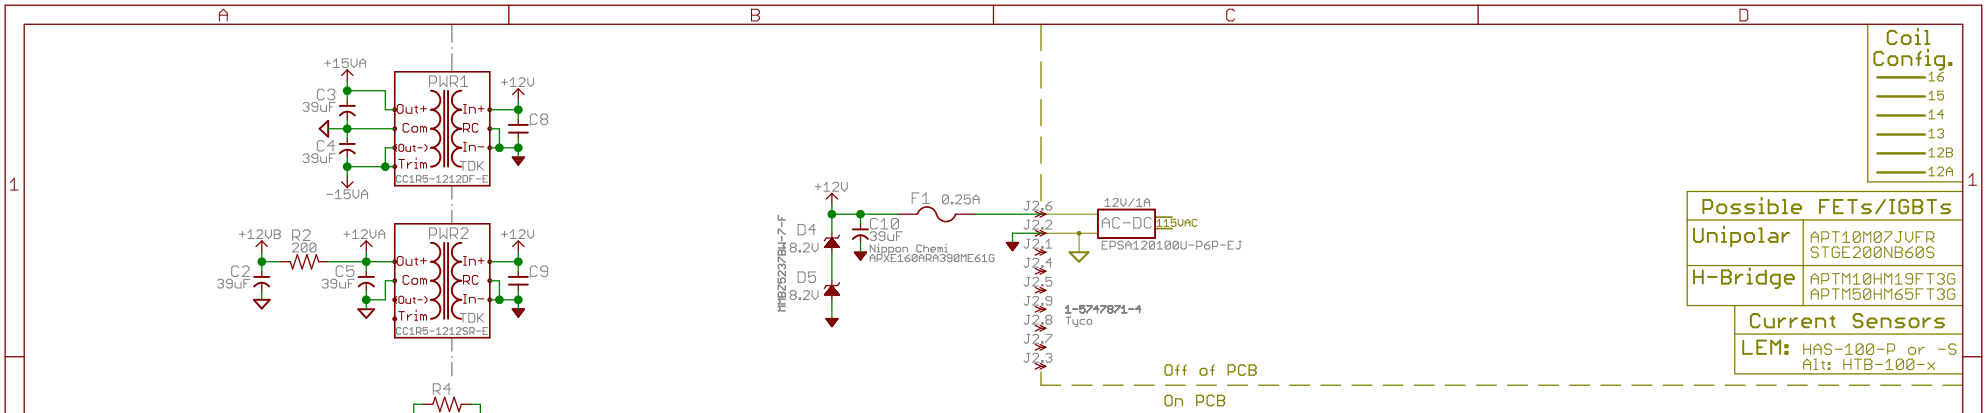 A B C D
1
1
+15VA
C3
39uF
C4
39uF
-15VA
PWR1
Out+
Com
(Out-)
Trim
In+
RC
In-
TDK
CC1R5-1212DF-E
+12V
C8
+12VB
R2
200
+12VA
C2
39uF
C5
39uF
PWR2
Out+
Com
(Out-)
Trim
In+
RC
In-
TDK
CC1R5-1212SR-E
+12V
C9
R4
+12V
D4
8.2V
D5
8.2V
MMBZ5237BW-7-F
C10
39uF
Nippon Chemi
APXE160ARA390ME61G
F1 0.25A
J2.6
J2.2
J2.1
J2.4
J2.5
J2.9
J2.8
J2.7
J2.3
1-5747871-4
Tyco
12V/1A
AC-DC
115VAC
EPSA120100U-P6P-EJ
Off of PCB
On PCB
Coil
Config.
16
15
14
13
12B
12A
Possible FETs/IGBTs
Unipolar APT10M07JVFR
STGE200NB60S
H-Bridge APTM10HM19FT3G
APTM50HM65FT3G
Current Sensors
LEM: HAS-100-P or -S
Alt: HTB-100-x